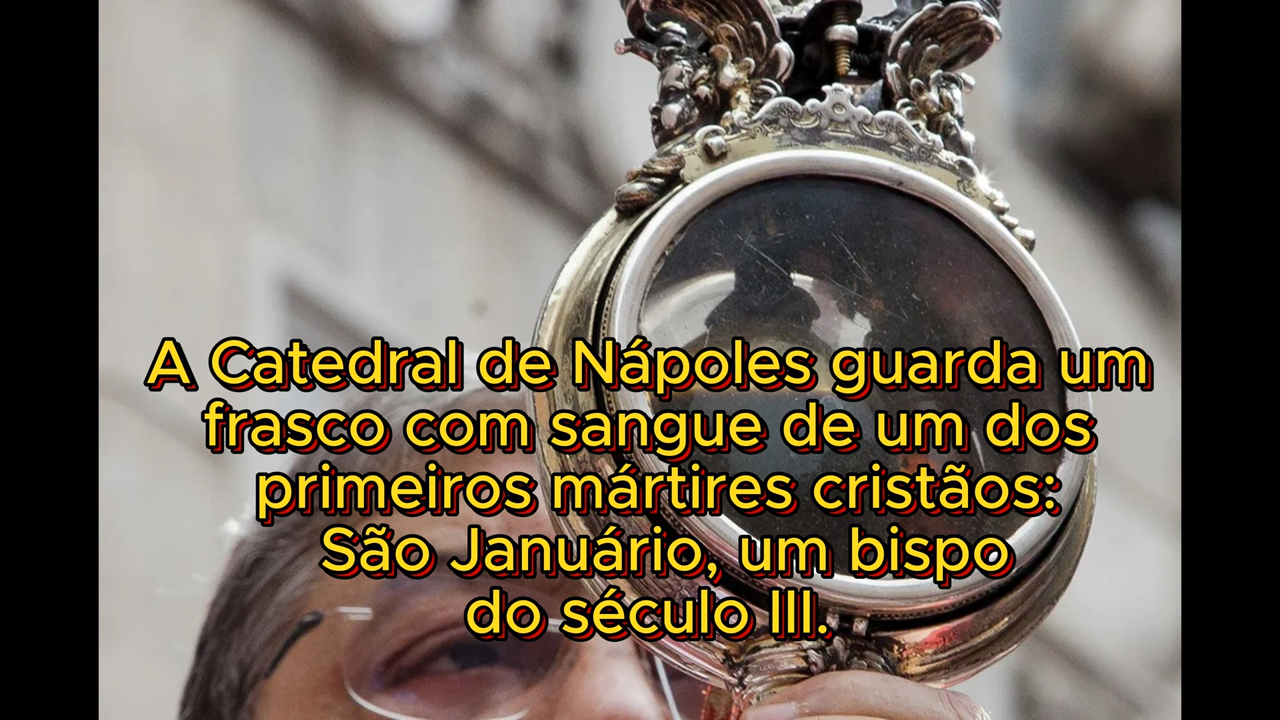 A Catedral de Nápoles guarda um
frasco com sangue de um dos
primeiros mártires cristãos:
São Januário, um bispo
do século III.